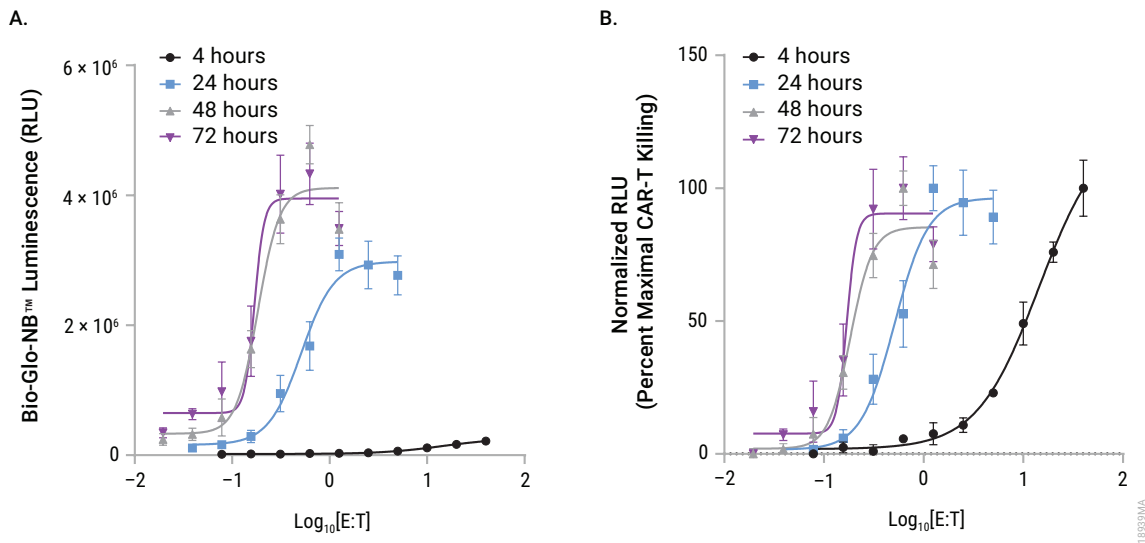 A.
4 hours
24 hours
48 hours
72 hours
6 × 10⁶
4 × 10⁶
2 × 10⁶
0
Bio-Glo-NB™ Luminescence (RLU)
−2
−1
0
1
2
Log₁₀[E:T]
B.
4 hours
24 hours
48 hours
72 hours
150
100
50
0
Normalized RLU
(Percent Maximal CAR-T Killing)
−2
−1
0
1
2
Log₁₀[E:T]
18939MA